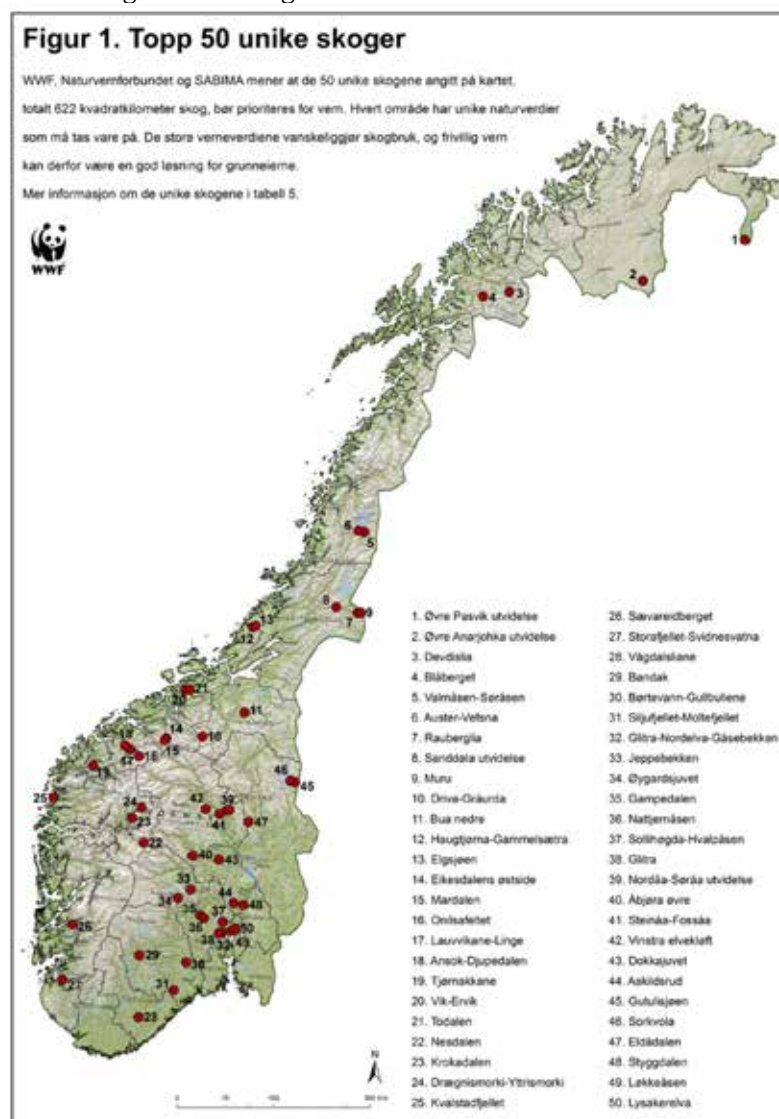 Figur 1. Topp 50 unike skoger
WWF, Naturvernforbundet og SABIMA mener at de 50 unike skogene angitt på kartet,
totalt 622 kvadratkilometer skog, bør prioriteres for vern. Hvert område har unike naturverdier
som må tas vare på. De store verneverdiene vanskeliggjør skogbruk, og frivillig vern
kan derfor være en god løsning for grunneierne.
Mer informasjon om de unike skogene i tabell 5.
WWF
1. Øvre Pasvik utvidelse
2. Øvre Anarjohka utvidelse
3. Devdislia
4. Blåberget
5. Valmåsen-Søråsen
6. Auster-Vefsna
7. Rauberglia
8. Sanddøla utvidelse
9. Muru
10. Driva-Gråurda
11. Bua nedre
12. Haugtjørna-Gammelsætra
13. Elgsjøen
14. Eikesdalens østside
15. Mardalen
16. Onilsafeltet
17. Lauvvikane-Linge
18. Ansok-Djupedalen
19. Tjørnakkane
20. Vik-Ervik
21. Todalen
22. Nesdalen
23. Krokadalen
24. Drægnismorki-Yttrismorki
25. Kvalstadfjellet
26. Sævareidberget
27. Storafjellet-Svidnesvatna
28. Vågdalsliane
29. Bandak
30. Børtevann-Gullbuliene
31. Siljufjellet-Moltefjellet
32. Glitra-Nordelva-Gåsebekken
33. Jeppebekken
34. Øygardsjuvet
35. Gampedalen
36. Nattjernåsen
37. Sollihøgda-Hvalpåsen
38. Glitra
39. Nordåa-Søråa utvidelse
40. Åbjøra øvre
41. Steinåa-Fossåa
42. Vinstra elvekløft
43. Dokkajuvet
44. Askildsrud
45. Gutulisjøen
46. Sorkvola
47. Eldådalen
48. Styggdalen
49. Løkkeåsen
50. Lysakerelva
N
0